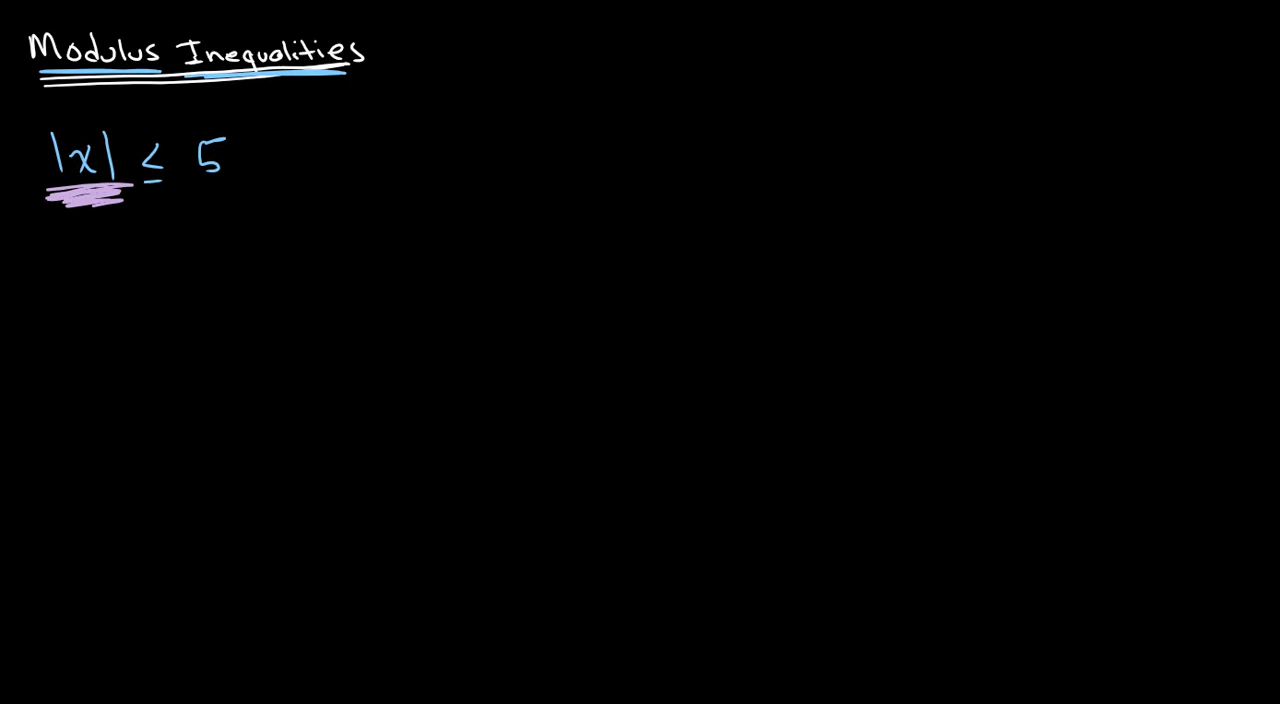 Modulus Inequalities
|x| ≤ 5